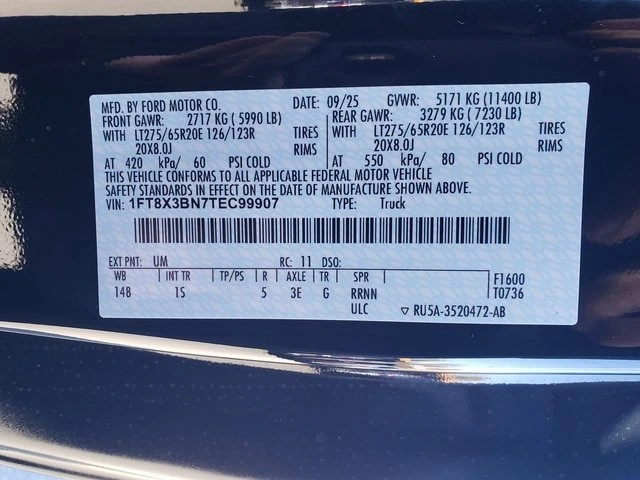 MFD. BY FORD MOTOR CO. DATE: 09/25 GVWR: 5171 KG (11400 LB)
FRONT GAWR: 2717 KG (5990 LB) REAR GAWR: 3279 KG (7230 LB)
WITH LT275/65R20E 126/123R TIRES WITH LT275/65R20E 126/123R TIRES
20X8.0J RIMS 20X8.0J RIMS
AT 420 kPa/ 60 PSI COLD AT 550 kPa/ 80 PSI COLD
THIS VEHICLE CONFORMS TO ALL APPLICABLE FEDERAL MOTOR VEHICLE
SAFETY STANDARDS IN EFFECT ON THE DATE OF MANUFACTURE SHOWN ABOVE.
VIN: 1FT8X3BN7TEC99907 TYPE: Truck
EXT PNT: UM RC: 11 DSO:
WB INT TR TP/PS R AXLE TR SPR F1600
148 1S 5 3E G RRNN T0736
ULC ▽ RU5A-3520472-AB